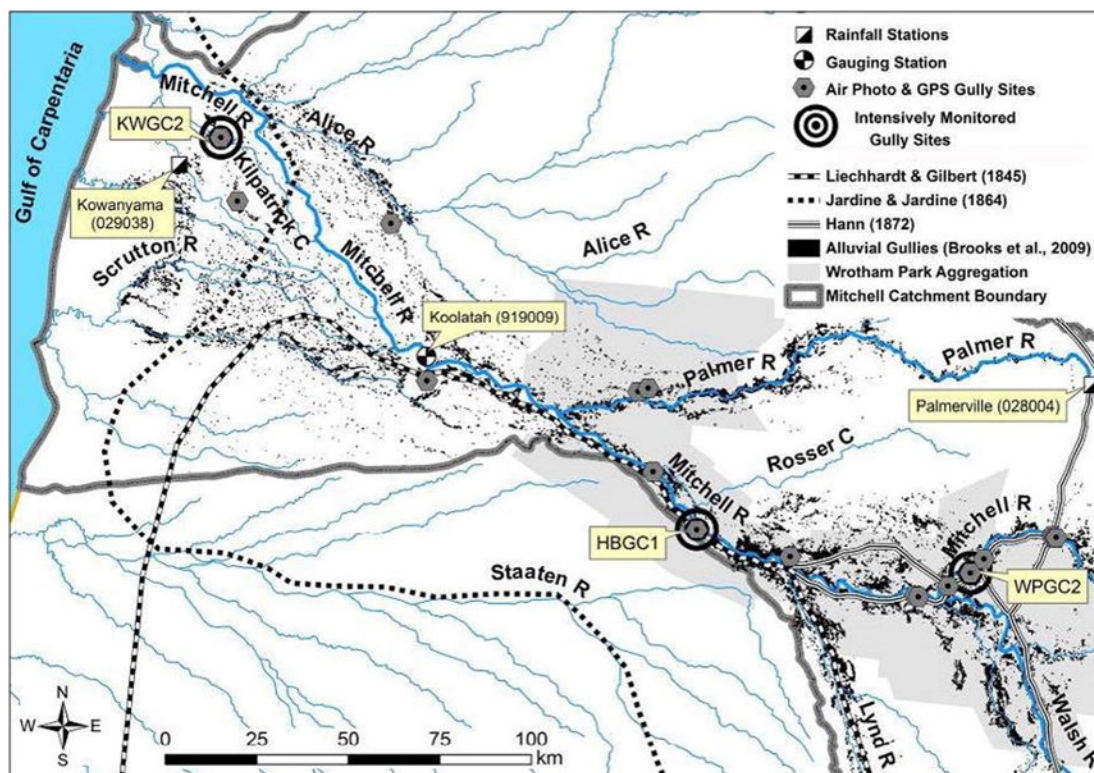 Rainfall Stations
Gauging Station
Air Photo & GPS Gully Sites
Intensively Monitored
Gully Sites
Liechhardt & Gilbert (1845)
Jardine & Jardine (1864)
Hann (1872)
Alluvial Gullies (Brooks et al., 2009)
Wrotham Park Aggregation
Mitchell Catchment Boundary
Gulf of Carpentaria
Mitchell R
KWGC2
Alice R
Kowanyama
(029038)
Kilpatrick C
Scrutton R
Mitchell R
Alice R
Koolatah (919009)
Palmer R
Palmer R
Palmerville (028004)
Rosser C
Mitchell R
HBGC1
Mitchell R
WPGC2
Staaten R
Lynd R
Walsh R
N
W
E
S
0
25
50
75
100
km